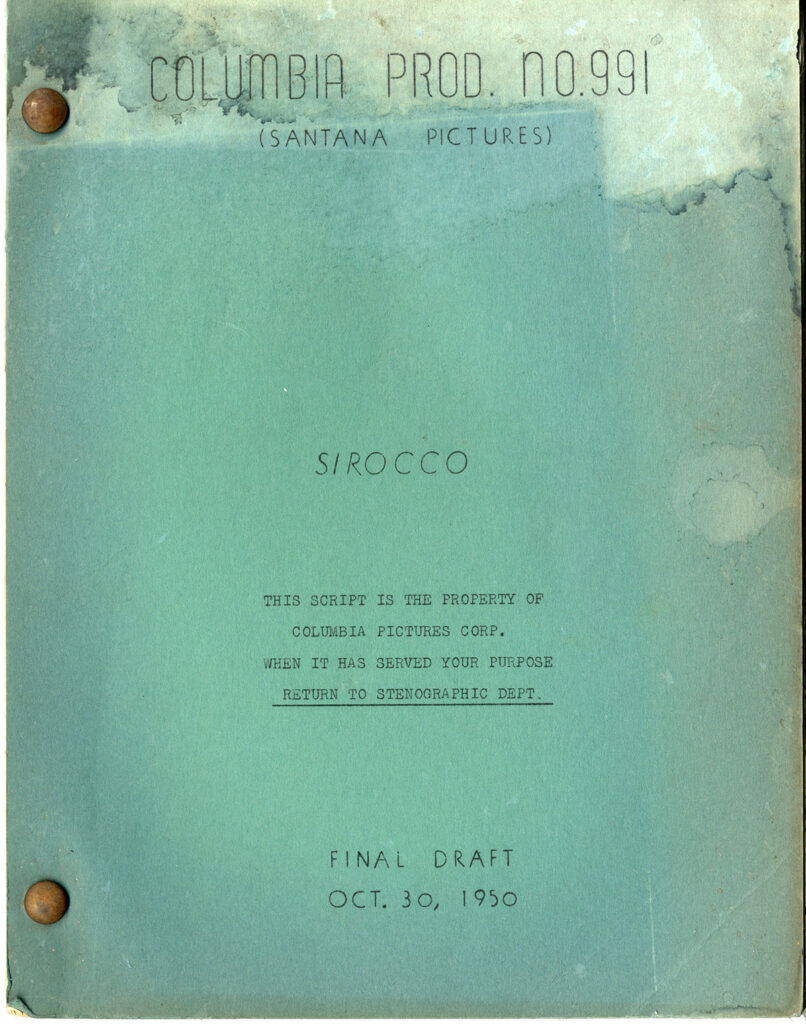 COLUMBIA PROD. NO.991
(SANTANA PICTURES)
SIROCCO
THIS SCRIPT IS THE PROPERTY OF
COLUMBIA PICTURES CORP.
WHEN IT HAS SERVED YOUR PURPOSE
RETURN TO STENOGRAPHIC DEPT.
FINAL DRAFT
OCT. 30, 1950